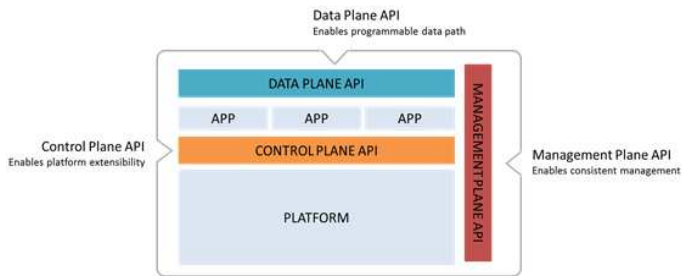 Data Plane API
Enables programmable data path
DATA PLANE API
APP APP APP
Control Plane API
Enables platform extensibility
CONTROL PLANE API
MANAGEMENT PLANE API
Management Plane API
Enables consistent management
PLATFORM